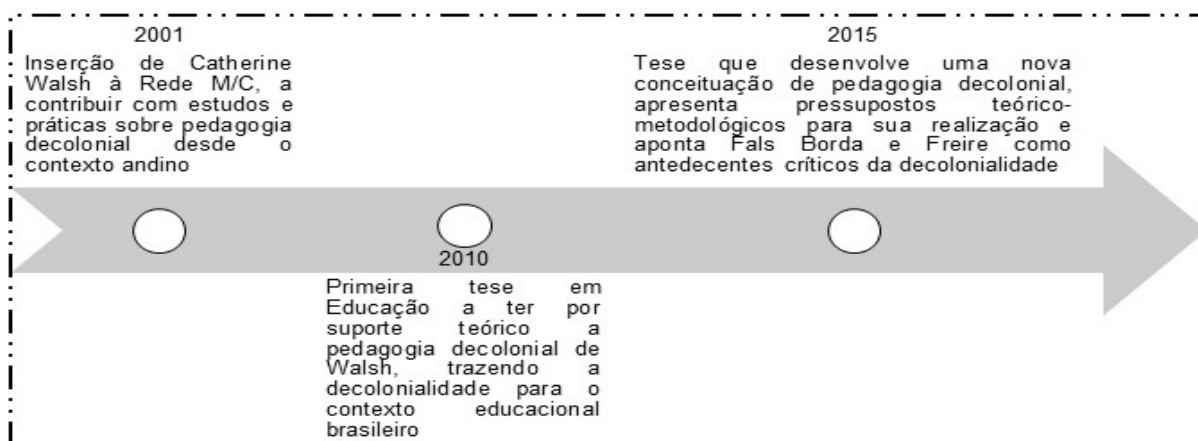 2001
Inserção de Catherine
Walsh à Rede M/C, a
contribuir com estudos e
práticas sobre pedagogia
decolonial desde o
contexto andino
2010
Primeira tese em
Educação a ter por
suporte teórico a
pedagogia decolonial de
Walsh, trazendo a
decolonialidade para o
contexto educacional
brasileiro
2015
Tese que desenvolve uma nova
conceituação de pedagogia decolonial,
apresenta pressupostos teórico-
metodológicos para sua realização e
aponta Fals Borda e Freire como
antedecentes críticos da decolonialidade